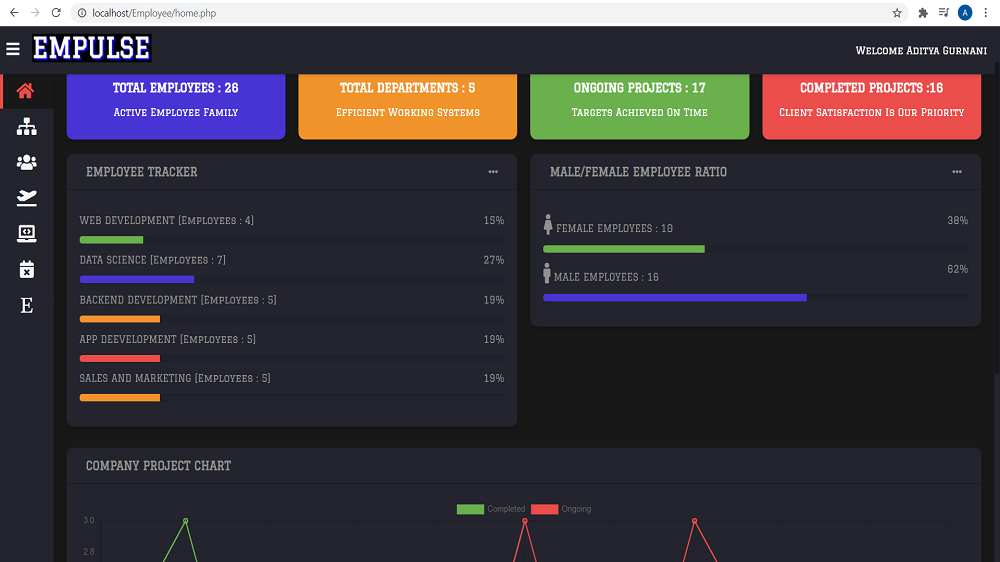 localhost/Employee/home.php
A
EMPULSE
Welcome Aditya Gurnani
TOTAL EMPLOYEES : 26
Active Employee Family
TOTAL DEPARTMENTS : 5
Efficient Working Systems
ONGOING PROJECTS : 17
Targets Achieved On Time
COMPLETED PROJECTS :16
Client Satisfaction Is Our Priority
E
EMPLOYEE TRACKER
WEB DEVELOPMENT [Employees : 4] 15%
DATA SCIENCE [Employees : 7] 27%
BACKEND DEVELOPMENT [Employees : 5] 19%
APP DEEVELOPMENT [Employees : 5] 19%
SALES AND MARKETING [Employees : 5] 19%
MALE/FEMALE EMPLOYEE RATIO
FEMALE EMPLOYEES : 10 38%
MALE EMPLOYEES : 16 62%
COMPANY PROJECT CHART
Completed Ongoing
3.0
2.8